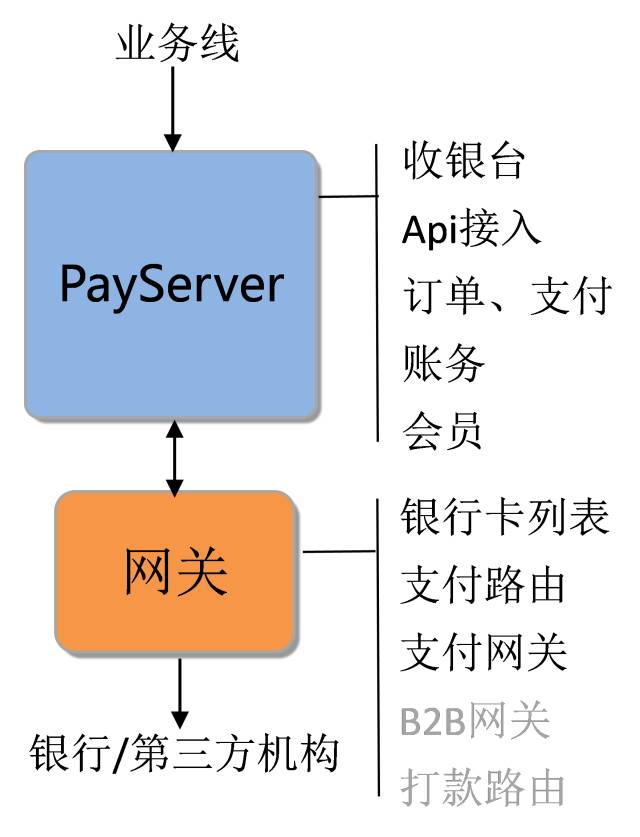 业务线
PayServer
收银台
Api接入
订单、支付
账务
会员
网关
银行卡列表
支付路由
支付网关
B2B网关
打款路由
银行/第三方机构